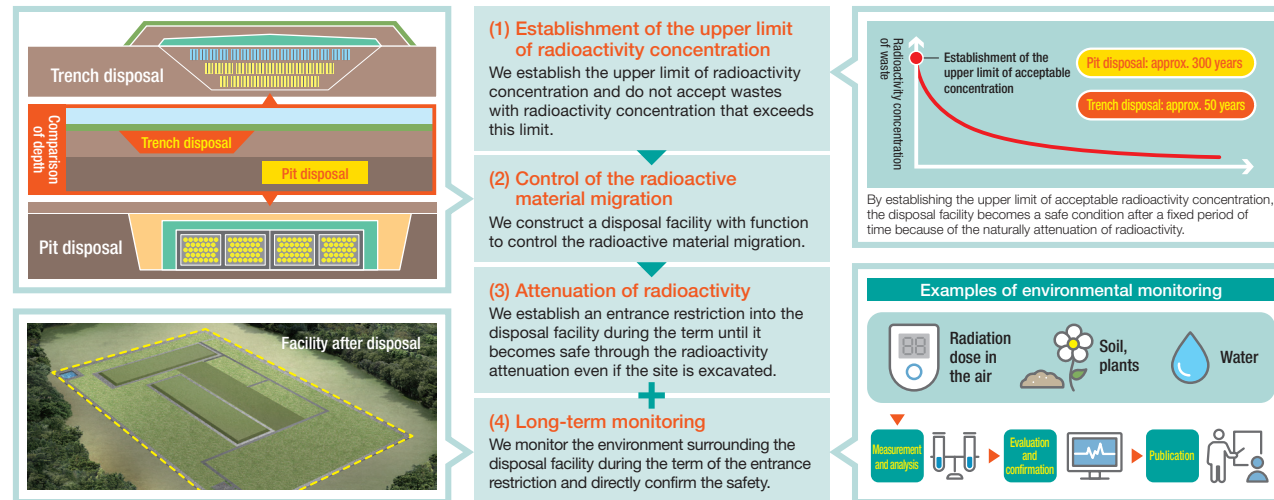 Trench disposal
Comparison
of depth
Trench disposal
Pit disposal
Pit disposal
Facility after disposal
(1) Establishment of the upper limit
of radioactivity concentration
We establish the upper limit of radioactivity
concentration and do not accept wastes
with radioactivity concentration that exceeds
this limit.
(2) Control of the radioactive
material migration
We construct a disposal facility with function
to control the radioactive material migration.
(3) Attenuation of radioactivity
We establish an entrance restriction into the
disposal facility during the term until it
becomes safe through the radioactivity
attenuation even if the site is excavated.
(4) Long-term monitoring
We monitor the environment surrounding the
disposal facility during the term of the entrance
restriction and directly confirm the safety.
Radioactivity concentration
of waste
Establishment of the
upper limit of acceptable
concentration
Pit disposal: approx. 300 years
Trench disposal: approx. 50 years
By establishing the upper limit of acceptable radioactivity concentration,
the disposal facility becomes a safe condition after a fixed period of
time because of the naturally attenuation of radioactivity.
Examples of environmental monitoring
Radiation
dose in
the air
Soil,
plants
Water
Measurement
and analysis
Evaluation
and
confirmation
Publication